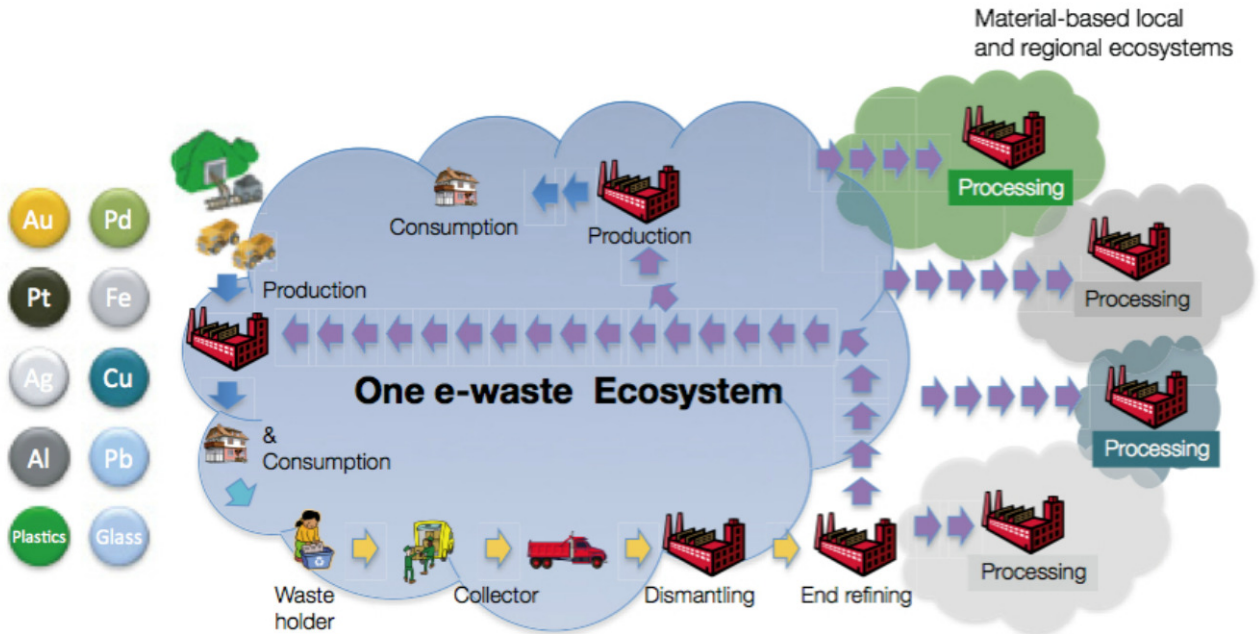 Material-based local
and regional ecosystems
Processing
Consumption
Production
Au
Pd
Processing
Pt
Fe
Production
Ag
Cu
One e-waste Ecosystem
Processing
&
Consumption
Al
Pb
Plastics
Glass
Processing
Waste
holder
Collector
Dismantling
End refining